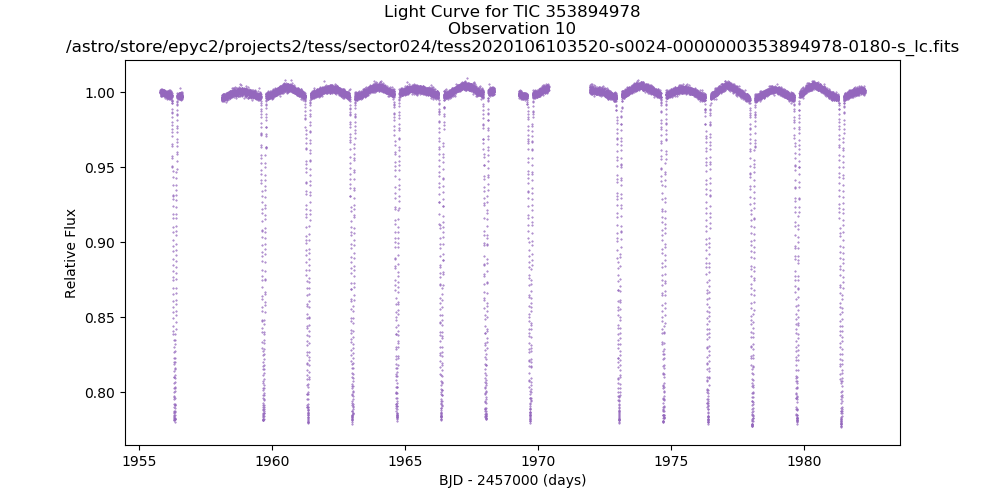 Light Curve for TIC 353894978
Observation 10
/astro/store/epyc2/projects2/tess/sector024/tess2020106103520-s0024-0000000353894978-0180-s_lc.fits
1.00
0.95
0.90
0.85
0.80
Relative Flux
1955
1960
1965
1970
1975
1980
BJD - 2457000 (days)